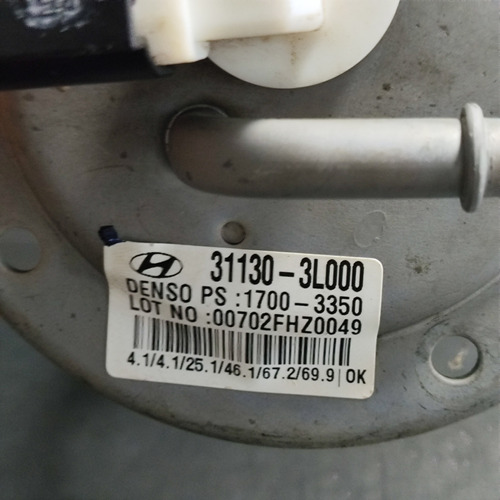 31130-3L000
DENSO PS :1700-3350
LOT NO :00702FHZ0049
4.1/4.1/25.1/46.1/67.2/69.9|OK